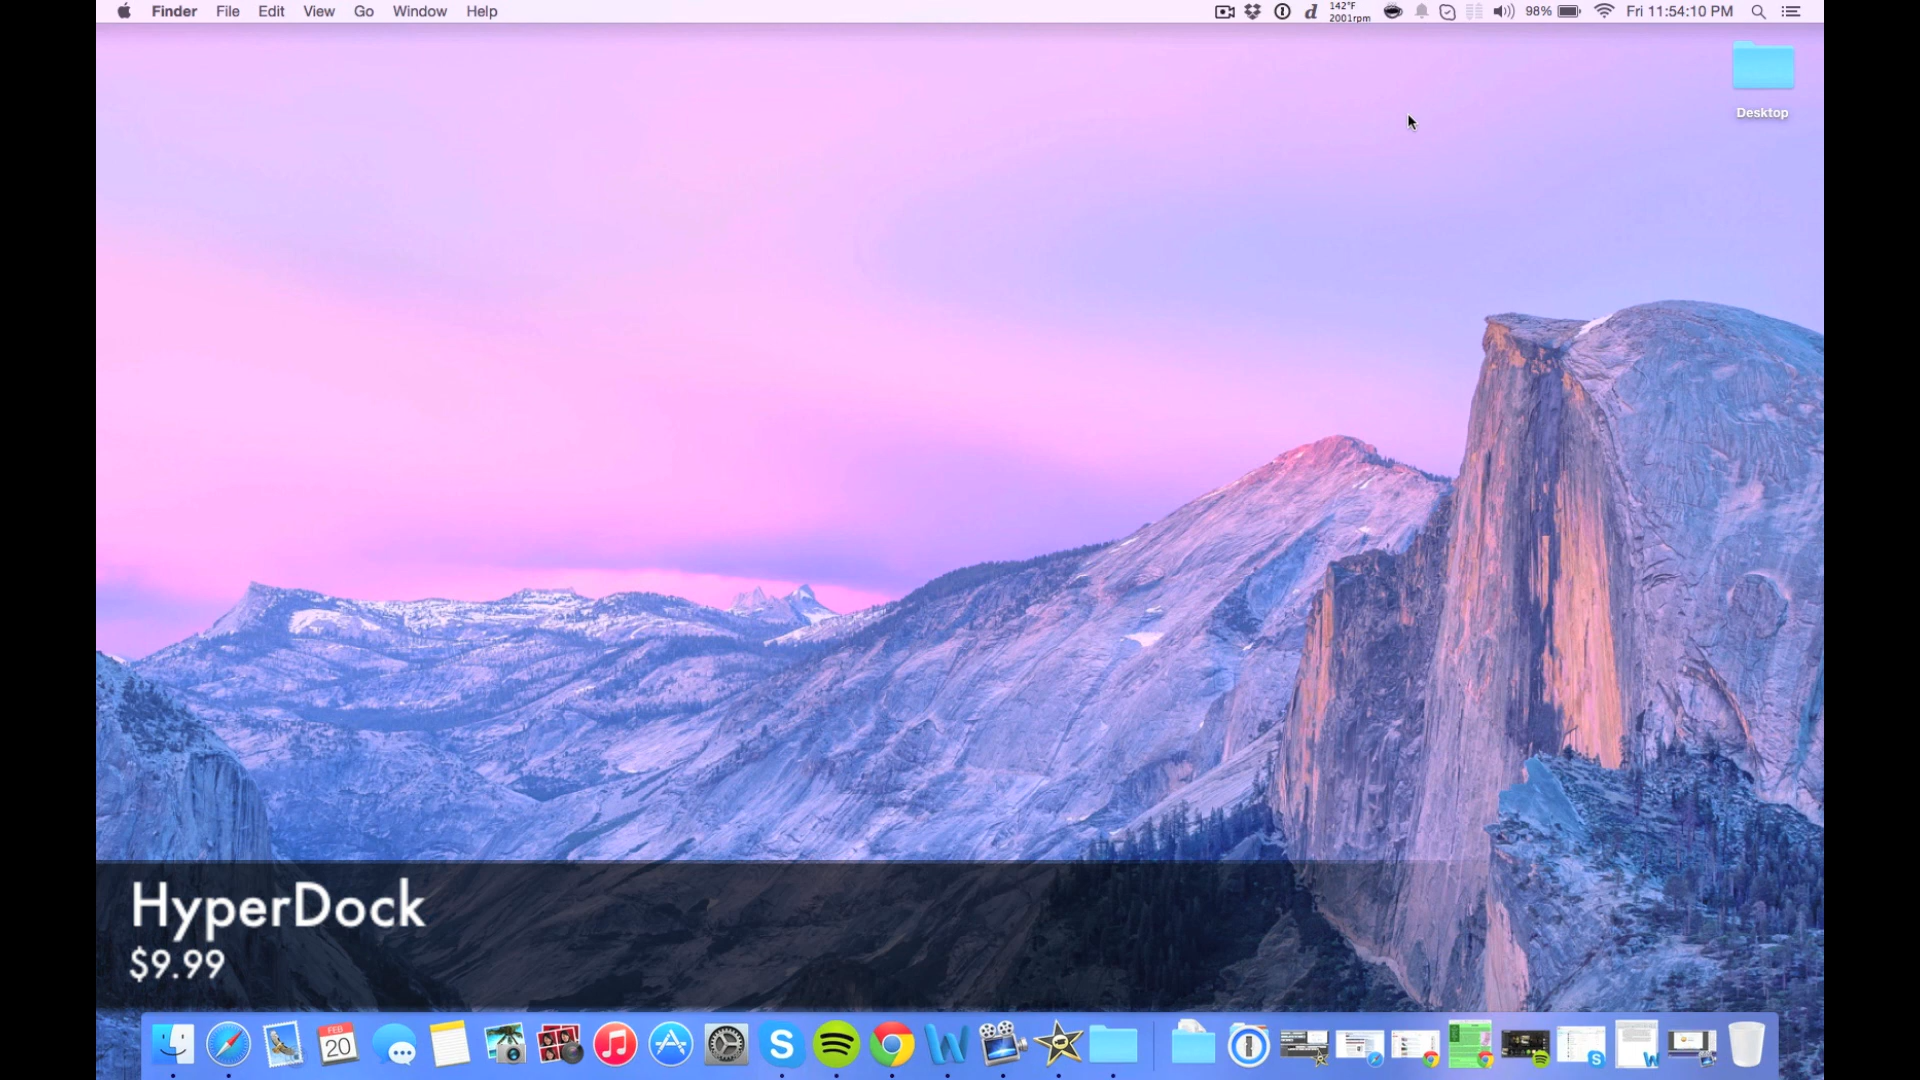 Finder File Edit View Go Window Help
142°F
2001rpm
98%
Fri 11:54:10 PM
Desktop
HyperDock
$9.99
FEB
20